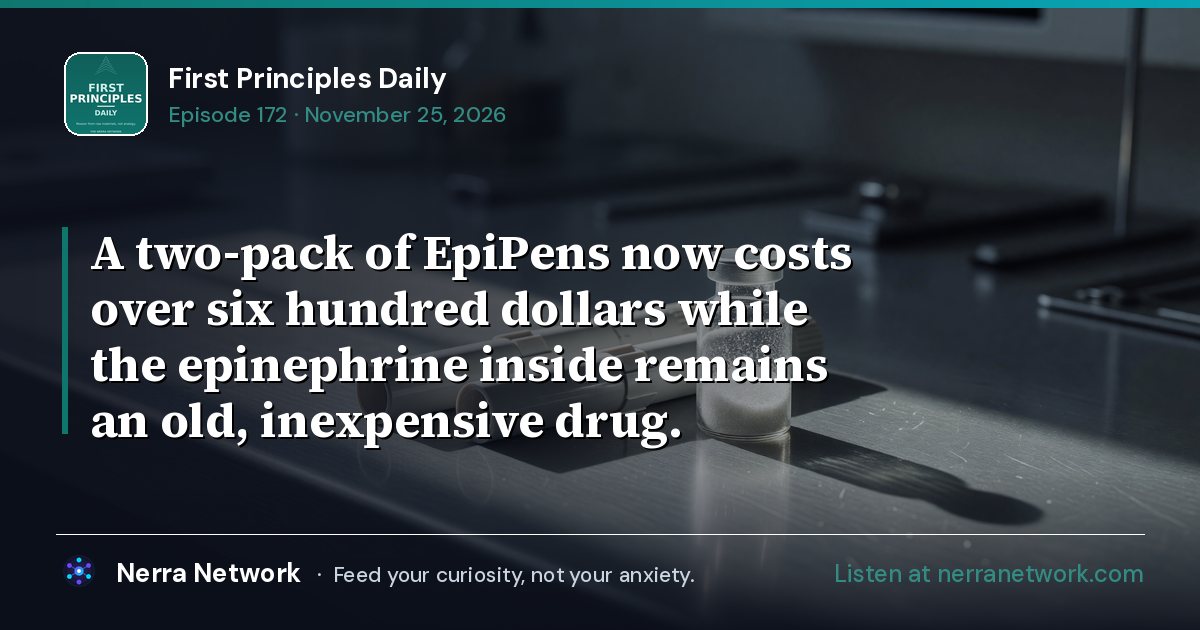 FIRST
PRINCIPLES
DAILY
First Principles Daily
Episode 172 · November 25, 2026
A two-pack of EpiPens now costs
over six hundred dollars while
the epinephrine inside remains
an old, inexpensive drug.
Nerra Network · Feed your curiosity, not your anxiety.
Listen at nerranetwork.com